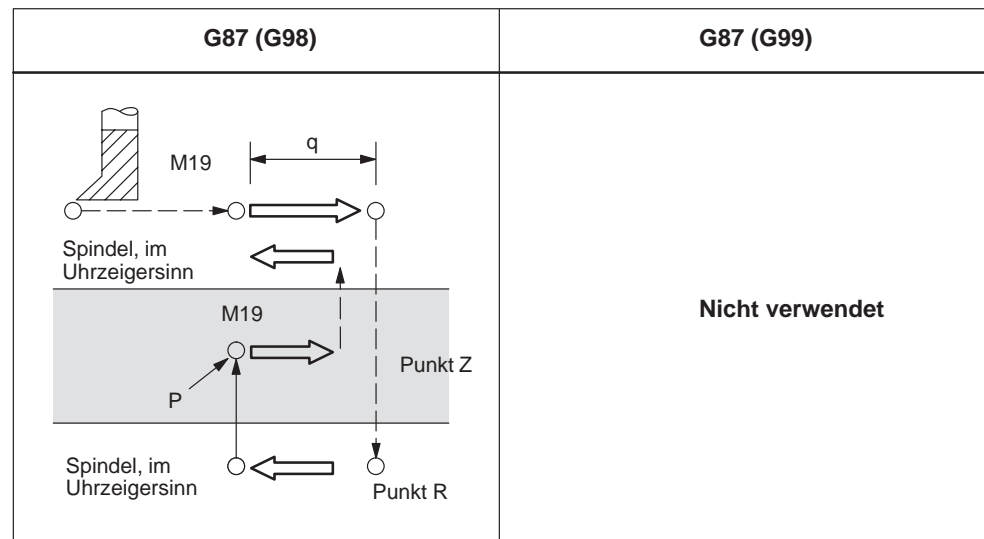 G87 (G98)
G87 (G99)
q
M19
Spindel, im
Uhrzeigersinn
M19
Nicht verwendet
Punkt Z
P
Spindel, im
Uhrzeigersinn
Punkt R